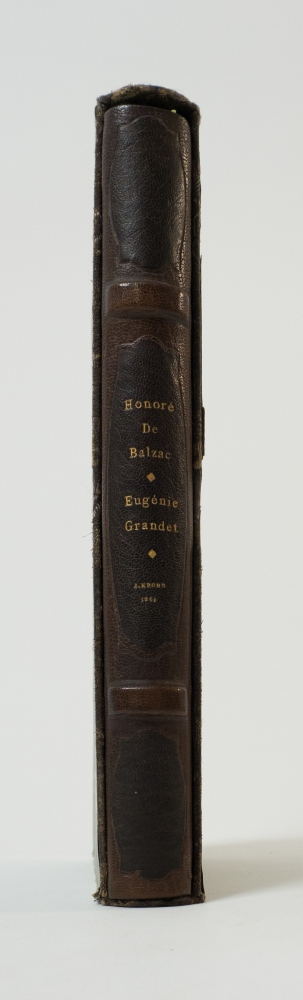 Honoré
De
Balzac
Eugénie
Grandet